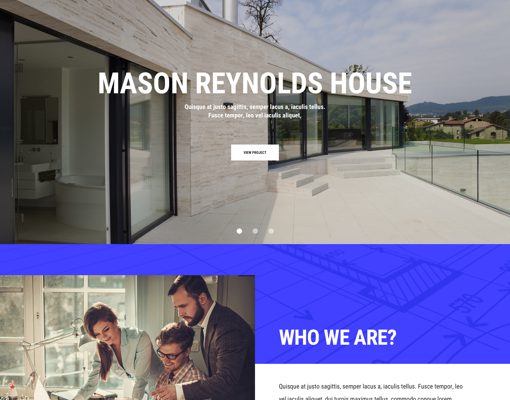 MASON REYNOLDS HOUSE
Quisque at justo sagittis, semper lacus a, iaculis tellus.
Fusce tempor, leo vel iaculis aliquet,
VIEW PROJECT
WHO WE ARE?
Quisque at justo sagittis, semper lacus a, iaculis tellus. Fusce tempor, leo
vel iaculis aliquet, dui turpis maximus tellus, commodo congue lorem